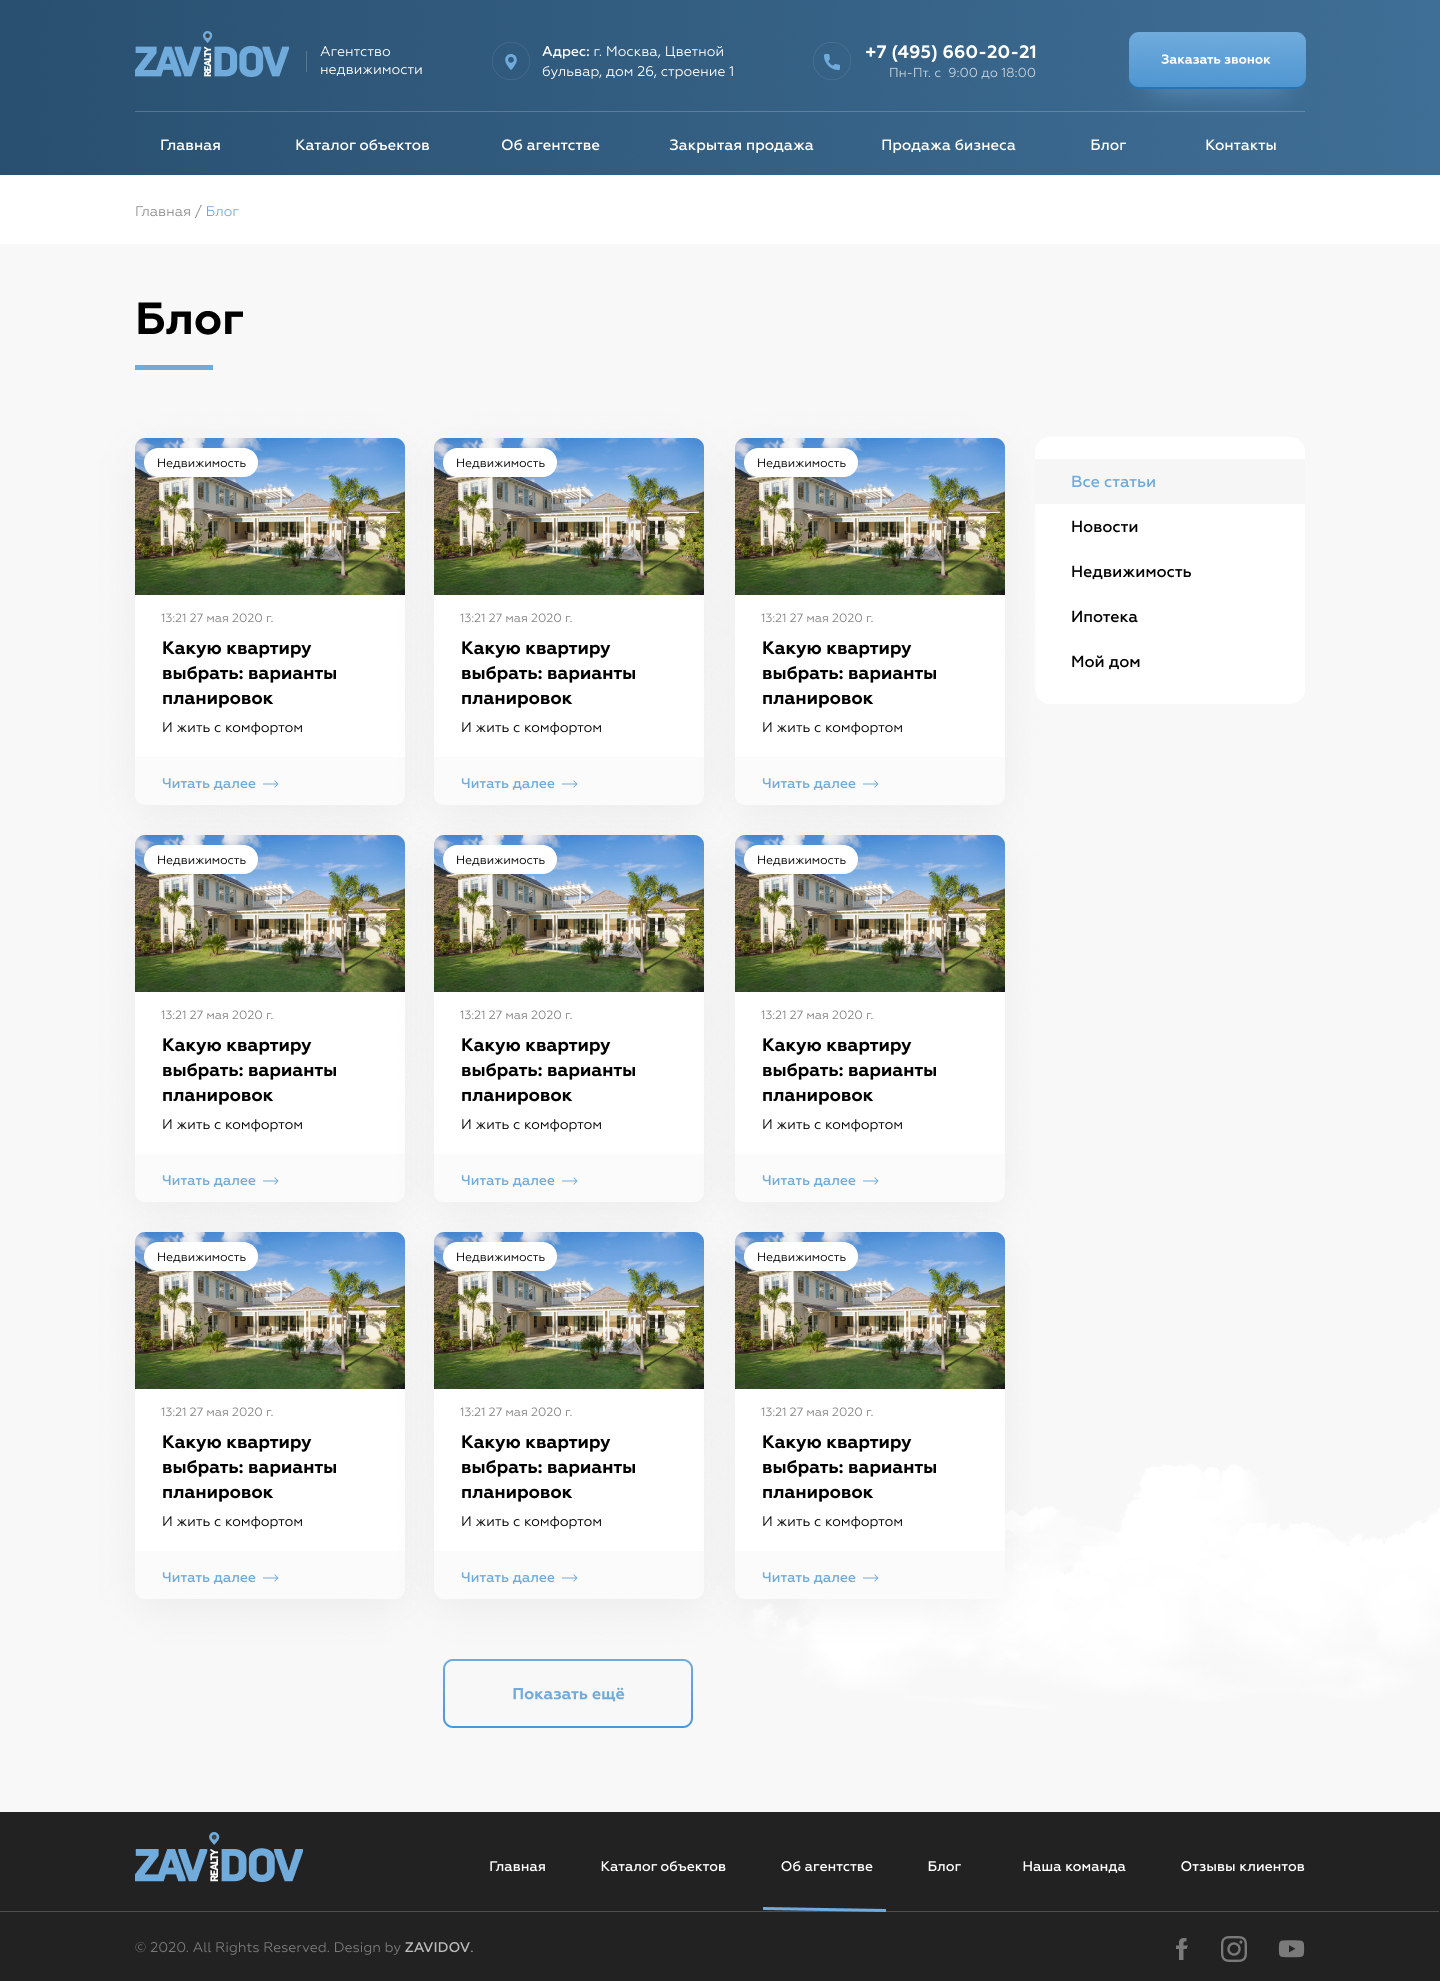 ZAVIDOV
REALTY
Агентство
недвижимости
Адрес: г. Москва, Цветной
бульвар, дом 26, строение 1
+7 (495) 660-20-21
Пн-Пт. с 9:00 до 18:00
Заказать звонок
Главная Каталог объектов Об агентстве Закрытая продажа Продажа бизнеса Блог Контакты
Главная / Блог
Блог
Недвижимость
13:21 27 мая 2020 г.
Какую квартиру
выбрать: варианты
планировок
И жить с комфортом
Читать далее
Недвижимость
13:21 27 мая 2020 г.
Какую квартиру
выбрать: варианты
планировок
И жить с комфортом
Читать далее
Недвижимость
13:21 27 мая 2020 г.
Какую квартиру
выбрать: варианты
планировок
И жить с комфортом
Читать далее
Все статьи
Новости
Недвижимость
Ипотека
Мой дом
Недвижимость
13:21 27 мая 2020 г.
Какую квартиру
выбрать: варианты
планировок
И жить с комфортом
Читать далее
Недвижимость
13:21 27 мая 2020 г.
Какую квартиру
выбрать: варианты
планировок
И жить с комфортом
Читать далее
Недвижимость
13:21 27 мая 2020 г.
Какую квартиру
выбрать: варианты
планировок
И жить с комфортом
Читать далее
Недвижимость
13:21 27 мая 2020 г.
Какую квартиру
выбрать: варианты
планировок
И жить с комфортом
Читать далее
Недвижимость
13:21 27 мая 2020 г.
Какую квартиру
выбрать: варианты
планировок
И жить с комфортом
Читать далее
Недвижимость
13:21 27 мая 2020 г.
Какую квартиру
выбрать: варианты
планировок
И жить с комфортом
Читать далее
Показать ещё
ZAVIDOV
REALTY
Главная Каталог объектов Об агентстве Блог Наша команда Отзывы клиентов
© 2020. All Rights Reserved. Design by ZAVIDOV.